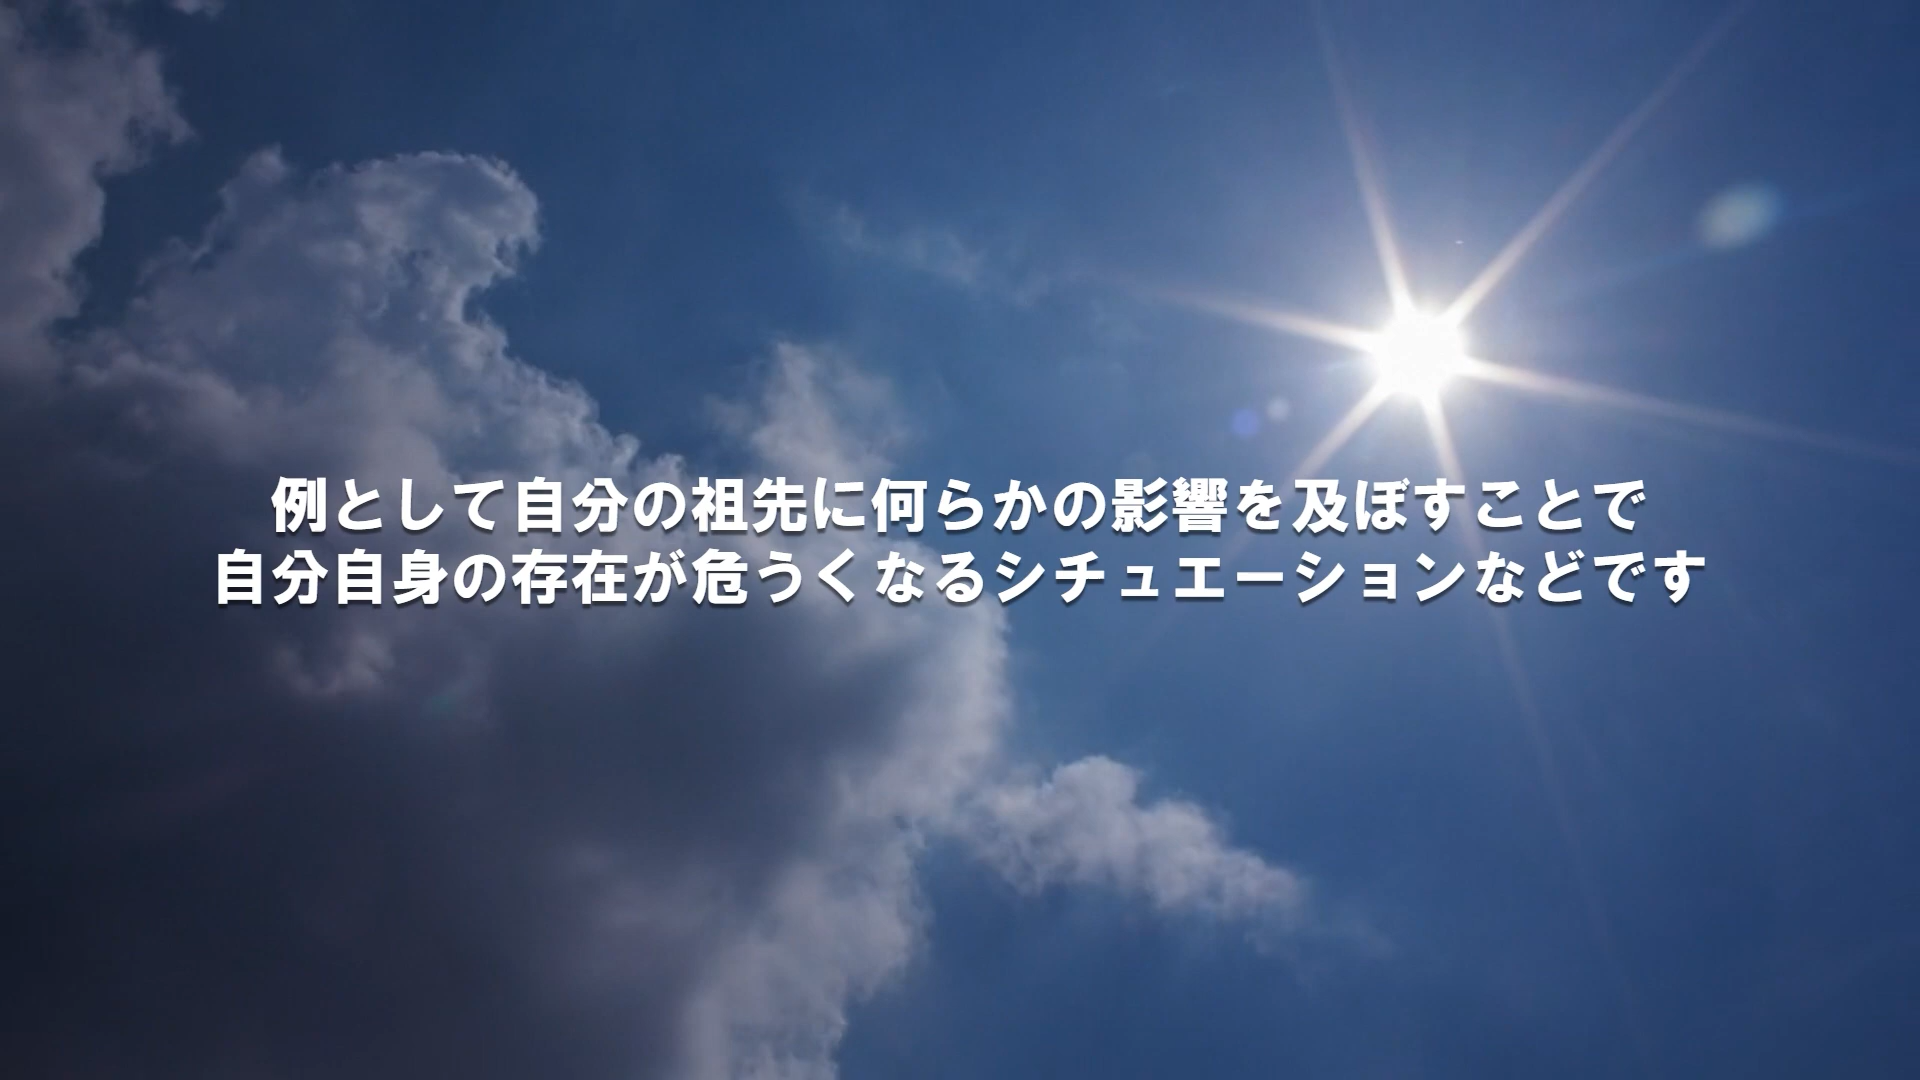 例として自分の祖先に何らかの影響を及ぼすことで
自分自身の存在が危うくなるシチュエーションなどです